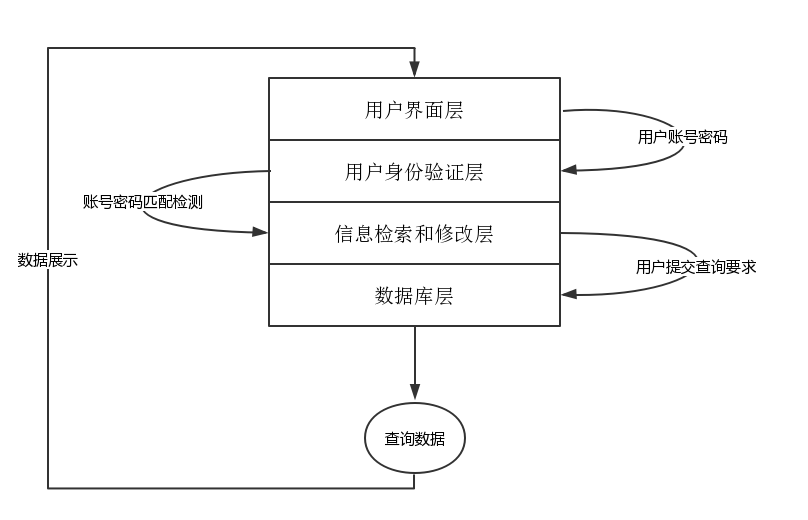 用户界面层
用户账号密码
用户身份验证层
账号密码匹配检测
信息检索和修改层
数据展示
用户提交查询要求
数据库层
查询数据